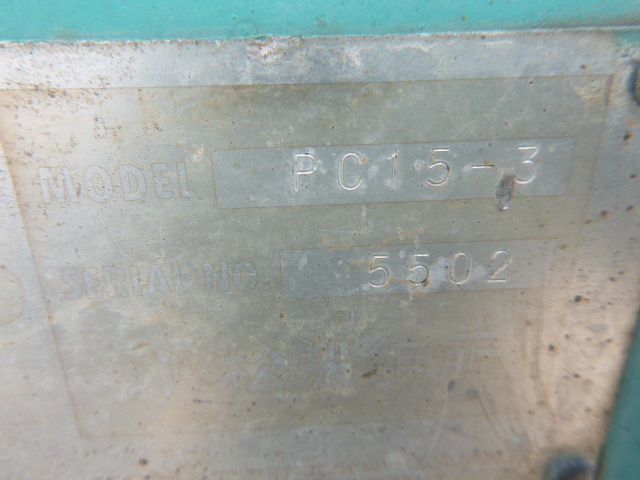 MODEL PC15-3
SERIAL NO 5502